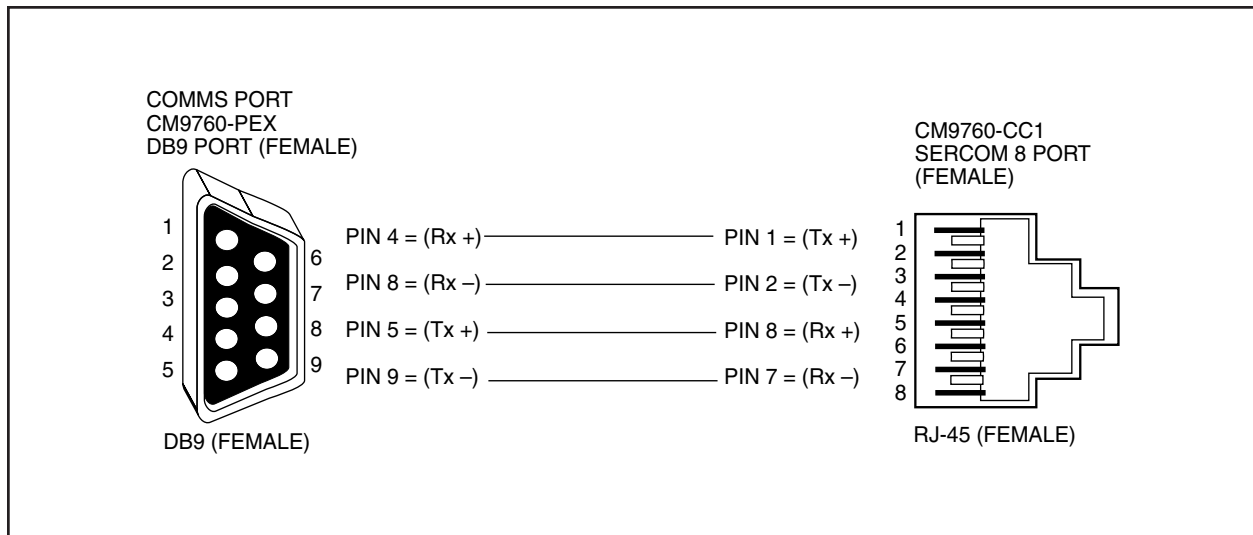 COMMS PORT
CM9760-PEX
DB9 PORT (FEMALE)
1
2
3
4
5
6
7
8
9
DB9 (FEMALE)
PIN 4 = (Rx +)
PIN 8 = (Rx –)
PIN 5 = (Tx +)
PIN 9 = (Tx –)
PIN 1 = (Tx +)
PIN 2 = (Tx –)
PIN 8 = (Rx +)
PIN 7 = (Rx –)
CM9760-CC1
SERCOM 8 PORT
(FEMALE)
1
2
3
4
5
6
7
8
RJ-45 (FEMALE)